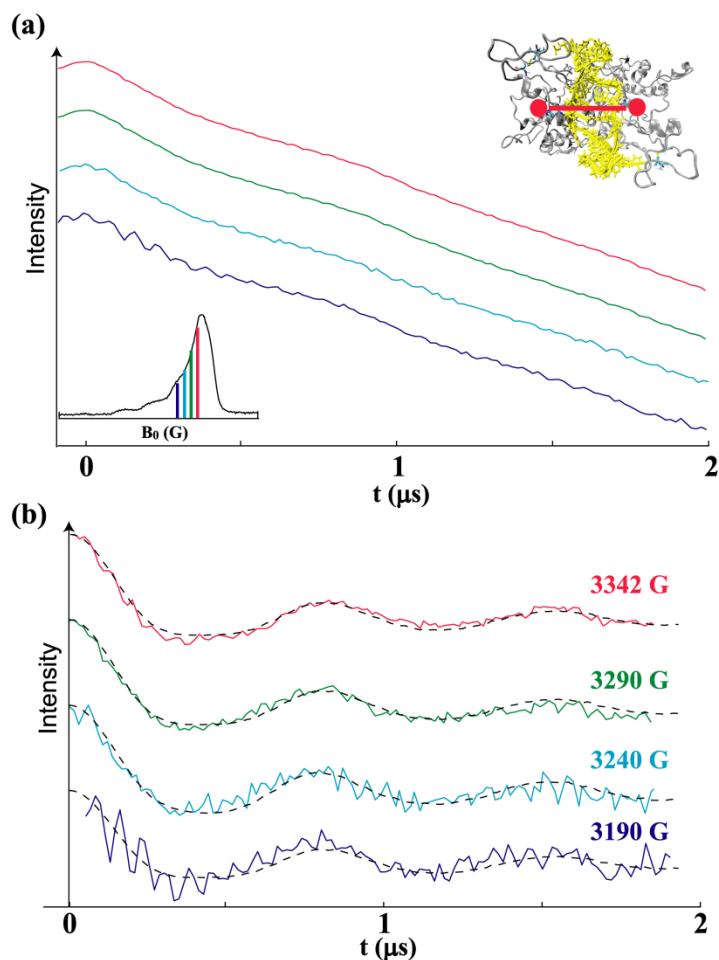 (a)
Intensity
B₀ (G)
0
1
2
t (μs)
(b)
3342 G
3290 G
3240 G
3190 G
Intensity
0
1
2
t (μs)